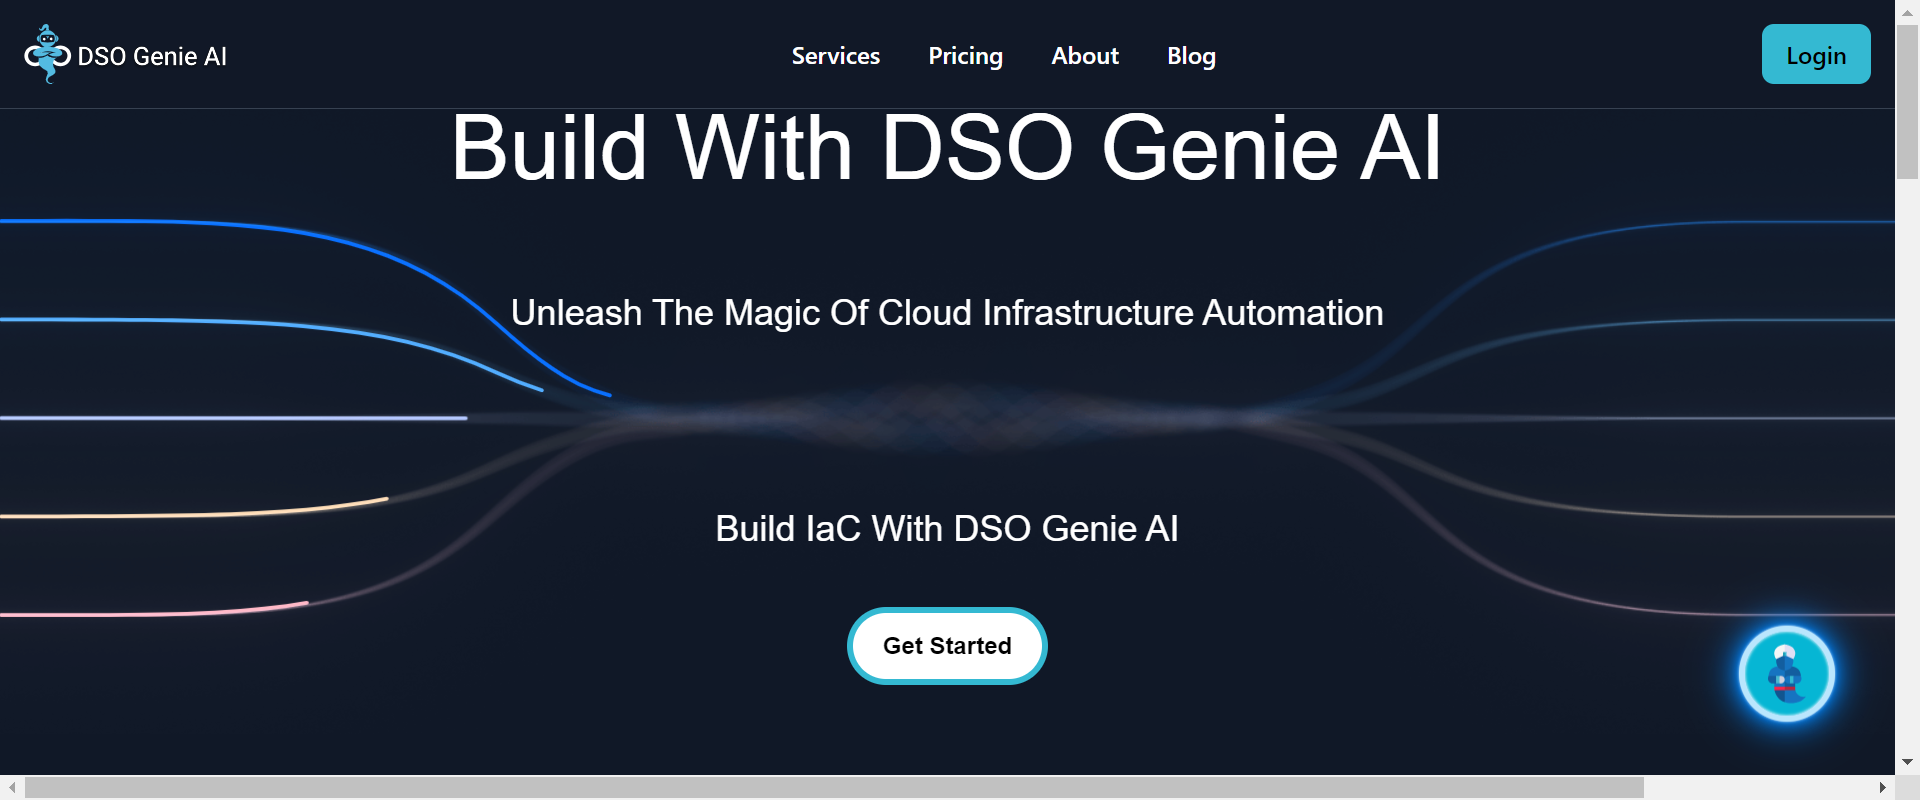 DSO Genie AI
Services
Pricing
About
Blog
Login
Build With DSO Genie AI
Unleash The Magic Of Cloud Infrastructure Automation
Build IaC With DSO Genie AI
Get Started